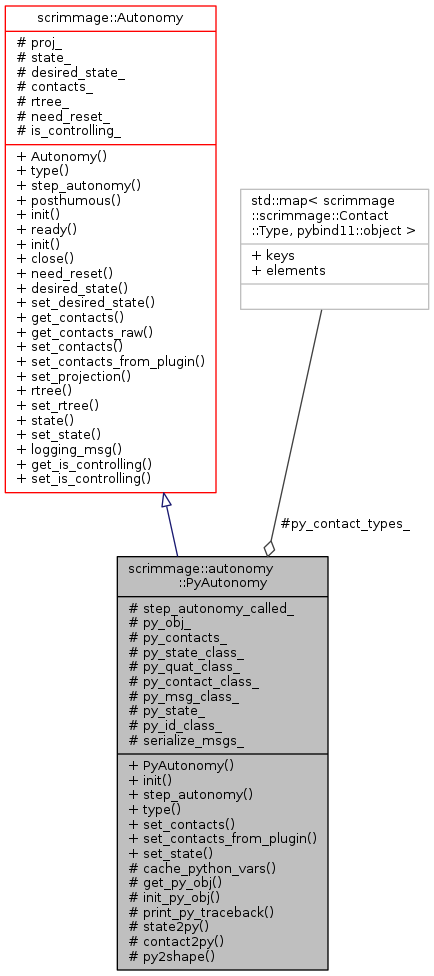 scrimmage::Autonomy
# proj_
# state_
# desired_state_
# contacts_
# rtree_
# need_reset_
# is_controlling_
+ Autonomy()
+ type()
+ step_autonomy()
+ posthumous()
+ init()
+ ready()
+ init()
+ close()
+ need_reset()
+ desired_state()
+ set_desired_state()
+ get_contacts()
+ get_contacts_raw()
+ set_contacts()
+ set_contacts_from_plugin()
+ set_projection()
+ rtree()
+ set_rtree()
+ state()
+ set_state()
+ logging_msg()
+ get_is_controlling()
+ set_is_controlling()
std::map< scrimmage
::scrimmage::Contact
::Type, pybind11::object >
+ keys
+ elements
#py_contact_types_
scrimmage::autonomy
::PyAutonomy
# step_autonomy_called_
# py_obj_
# py_contacts_
# py_state_class_
# py_quat_class_
# py_contact_class_
# py_msg_class_
# py_state_
# py_id_class_
# serialize_msgs_
+ PyAutonomy()
+ init()
+ step_autonomy()
+ type()
+ set_contacts()
+ set_contacts_from_plugin()
+ set_state()
# cache_python_vars()
# get_py_obj()
# init_py_obj()
# print_py_traceback()
# state2py()
# contact2py()
# py2shape()